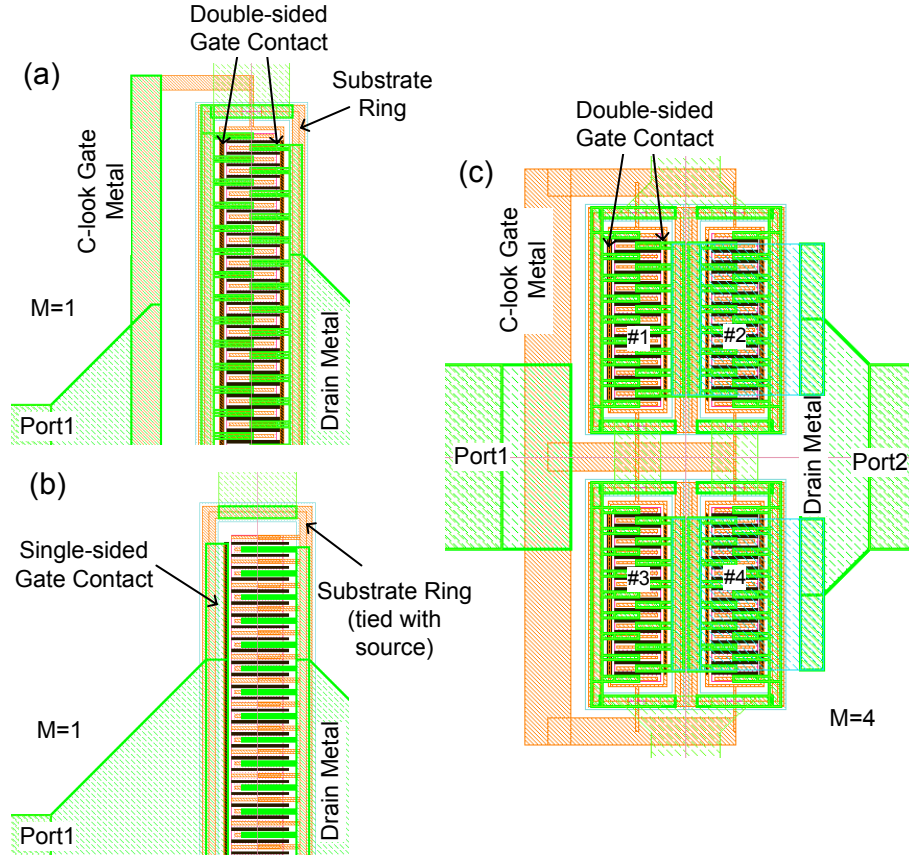 (a)
Double-sided
Gate Contact
Substrate
Ring
C-look Gate
Metal
M=1
Drain Metal
Port1
(b)
Single-sided
Gate Contact
Substrate Ring
(tied with
source)
M=1
Drain Metal
Port1
(c)
Double-sided
Gate Contact
C-look Gate
Metal
#1
#2
Port1
Drain Metal
Port2
#3
#4
M=4